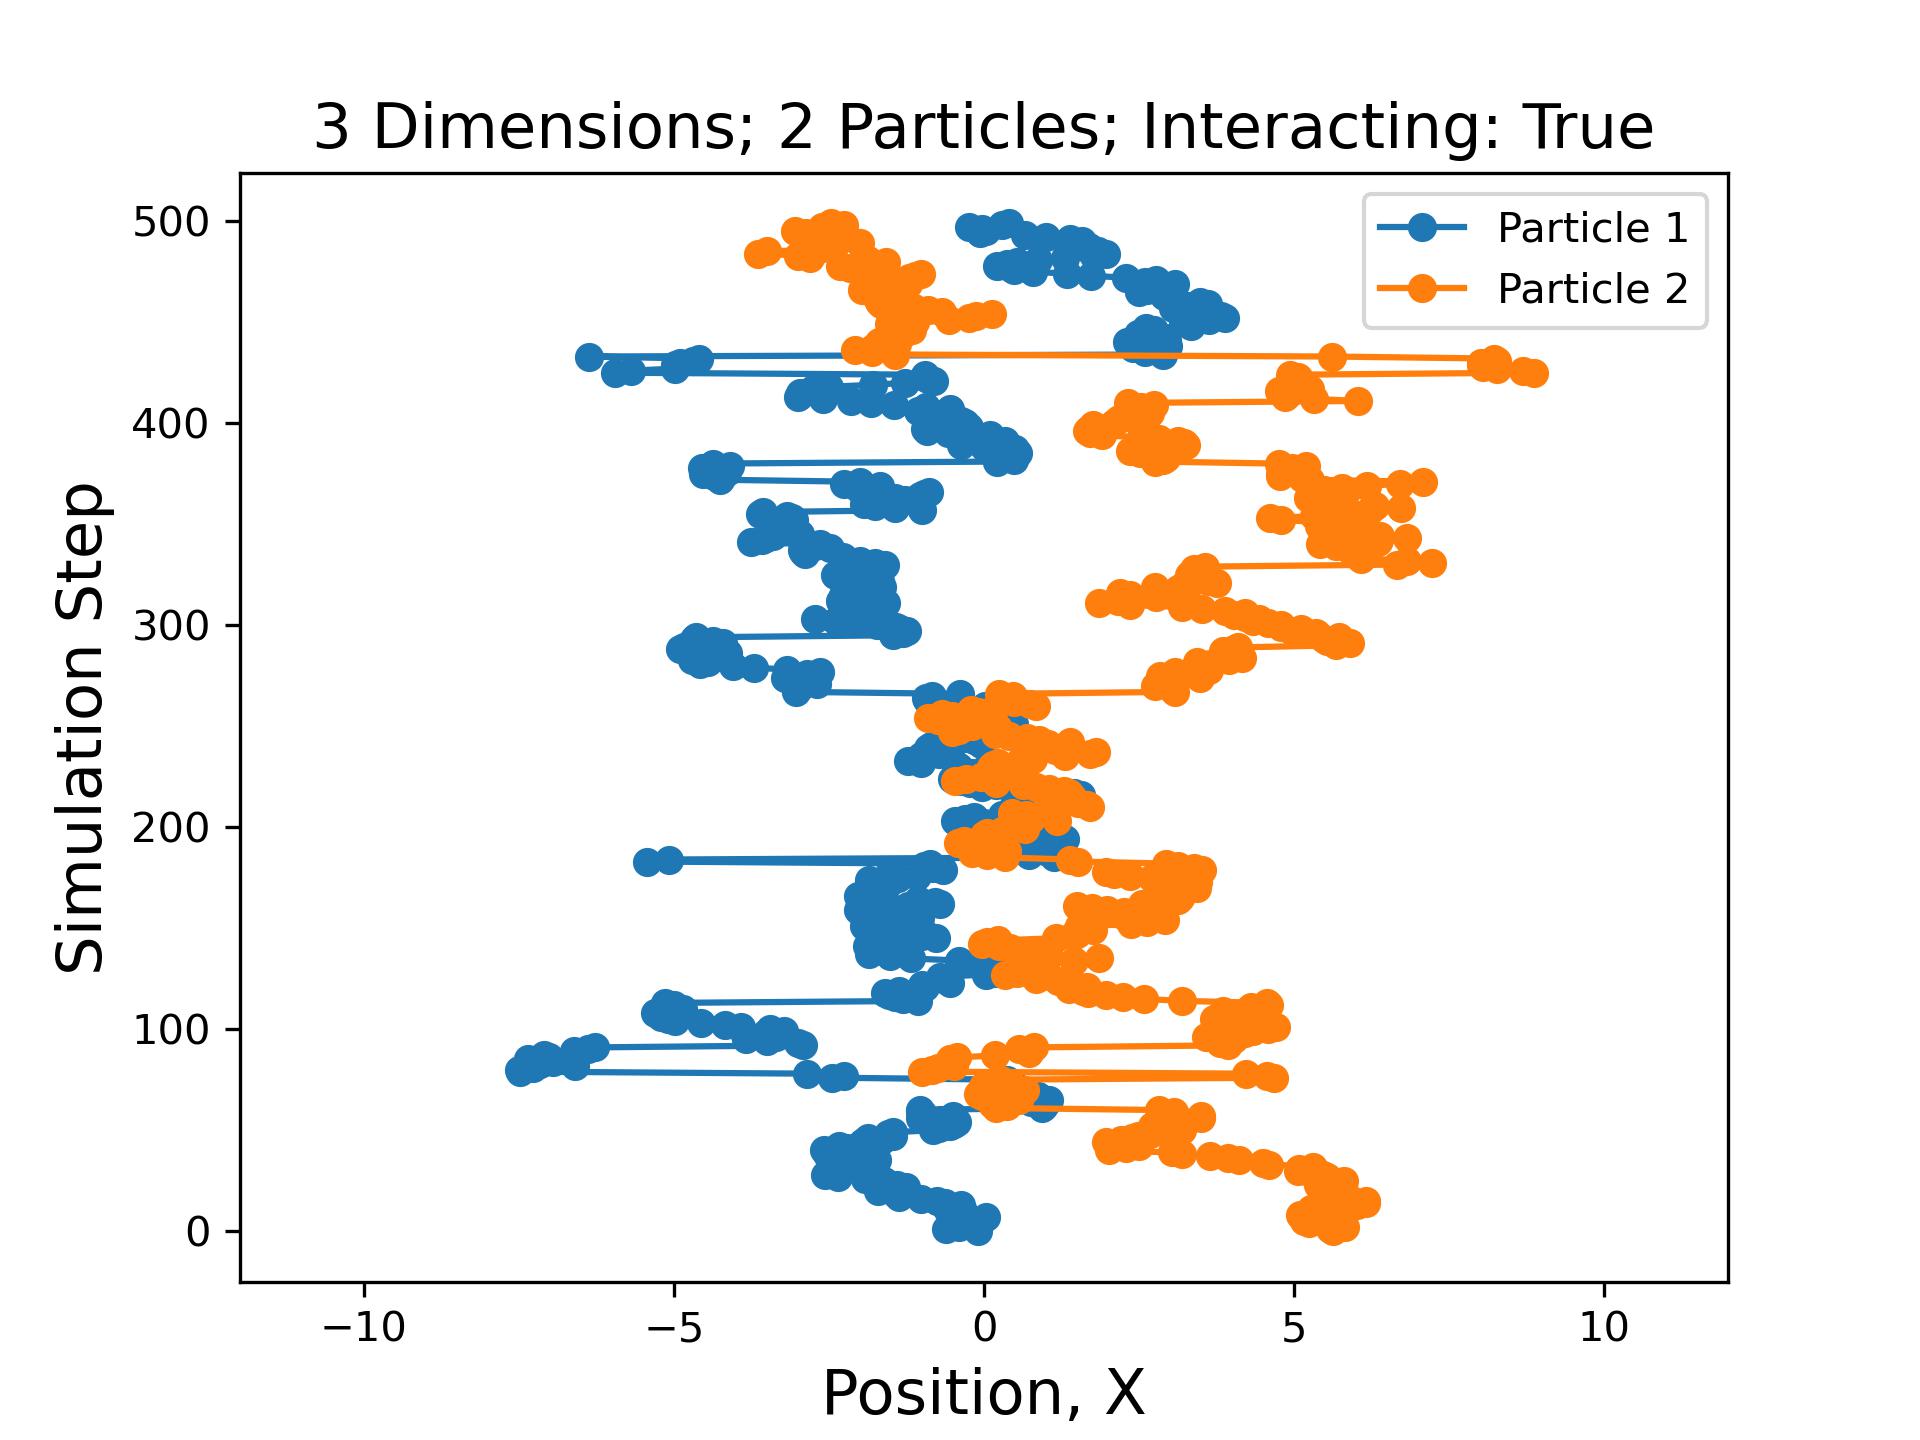 3 Dimensions; 2 Particles; Interacting: True
Particle 1
Particle 2
Simulation Step
500
400
300
200
100
0
−10
−5
0
5
10
Position, X